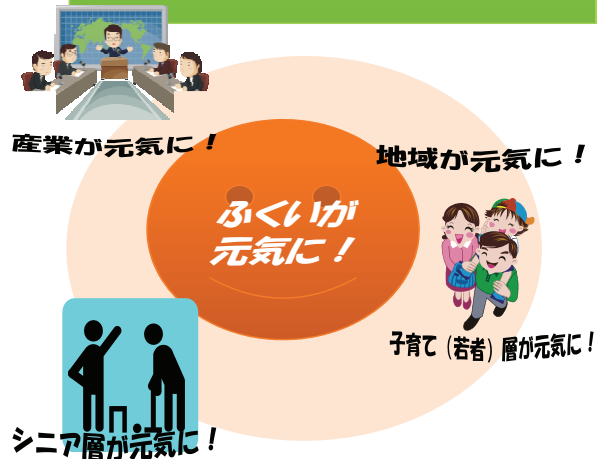 産業が元気に！
地域が元気に！
ふくいが
元気に！
子育て（若者）層が元気に！
シニア層が元気に！